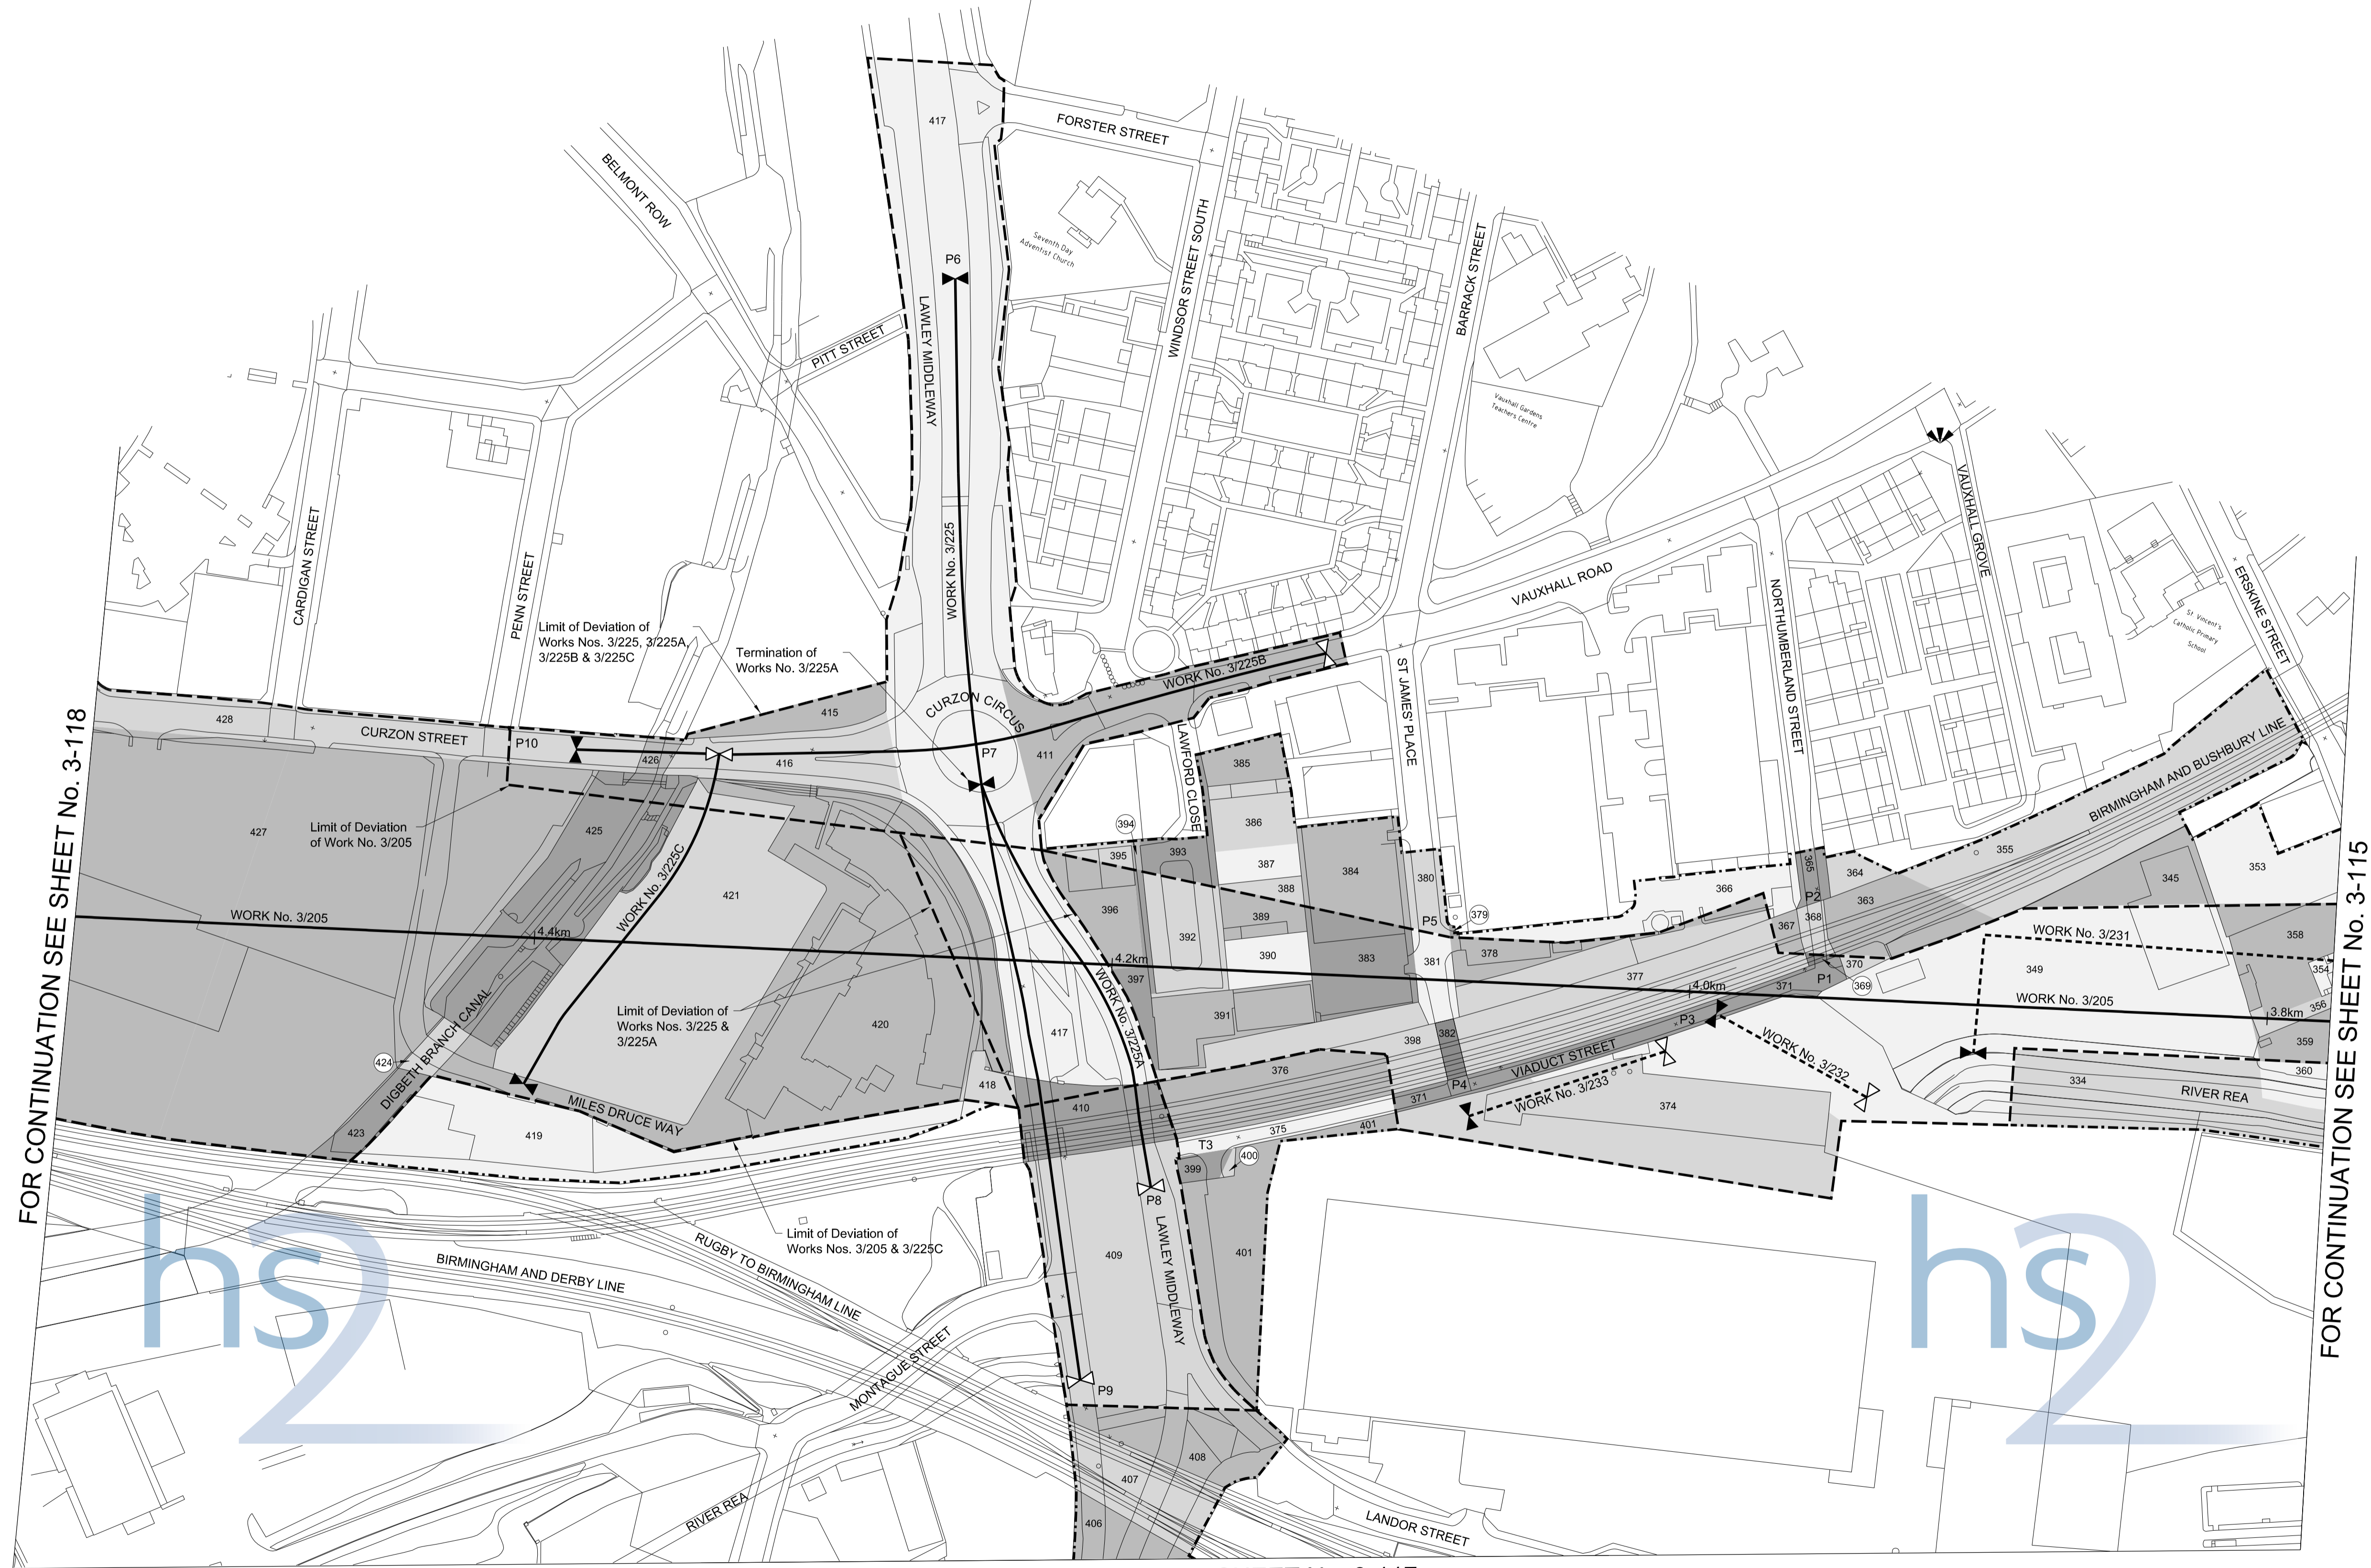 417
FORSTER STREET
BELMONT ROW
Seventh Day
Adventist Church
WINDSOR STREET SOUTH
BARRACK STREET
P6
LAWLEY MIDDLEWAY
PITT STREET
Vauxhall Gardens
Teachers Centre
VAUXHALL GROVE
CARDIGAN STREET
PENN STREET
WORK No. 3/225
VAUXHALL ROAD
NORTHUMBERLAND STREET
ERSKINE STREET
St. Vincent's
Catholic Primary
School
Limit of Deviation of
Works Nos. 3/225, 3/225A,
3/225B & 3/225C
Termination of
Works No. 3/225A
WORK No. 3/225B
ST JAMES' PLACE
CURZON CIRCUS
415
428
CURZON STREET
P10
426
416
P7
411
LAWFORD CLOSE
385
BIRMINGHAM AND BUSHBURY LINE
FOR CONTINUATION SEE SHEET No. 3-118
427
Limit of Deviation
of Work No. 3/205
425
WORK No. 3/225C
421
394
395
393
386
387
388
384
380
365
364
355
353
345
366
P2
363
396
389
P5
379
368
367
WORK No. 3/205
4.4km
392
390
383
381
378
4.2km
397
377
370
P1
369
371
4.0km
WORK No. 3/231
358
349
354
WORK No. 3/205
356
3.8km
359
360
334
RIVER REA
FOR CONTINUATION SEE SHEET No. 3-115
DIGBETH BRANCH CANAL
Limit of Deviation of
Works Nos. 3/225 &
3/225A
420
417
WORK No. 3/225A
391
398
382
P3
VIADUCT STREET
WORK No. 3/232
424
418
376
P4
371
WORK No. 3/233
374
MILES DRUCE WAY
410
423
419
T3
375
401
399
400
P8
hs2
hs2
Limit of Deviation of
Works Nos. 3/205 & 3/225C
BIRMINGHAM AND DERBY LINE
RUGBY TO BIRMINGHAM LINE
409
LAWLEY MIDDLEWAY
401
MONTAGUE STREET
P9
408
407
RIVER REA
406
LANDOR STREET